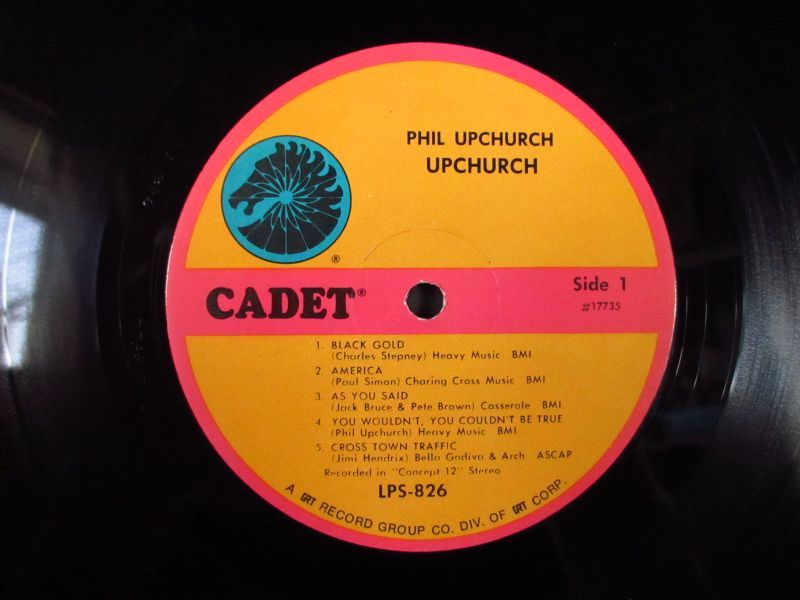 PHIL UPCHURCH
UPCHURCH
®
CADET®
Side 1
#17735
1. BLACK GOLD
(Charles Stepney) Heavy Music BMI
2. AMERICA
(Paul Simon) Charing Cross Music BMI
3. AS YOU SAID
(Jack Bruce & Pete Brown) Casserole BMI
4. YOU WOULDN'T, YOU COULDN'T BE TRUE
(Phil Upchurch) Heavy Music BMI
5. CROSS TOWN TRAFFIC
(Jimi Hendrix) Bella Godiva & Arch ASCAP
Recorded in "Concept 12" Stereo
LPS-826
A GRT RECORD GROUP CO. DIV. OF GRT CORP.